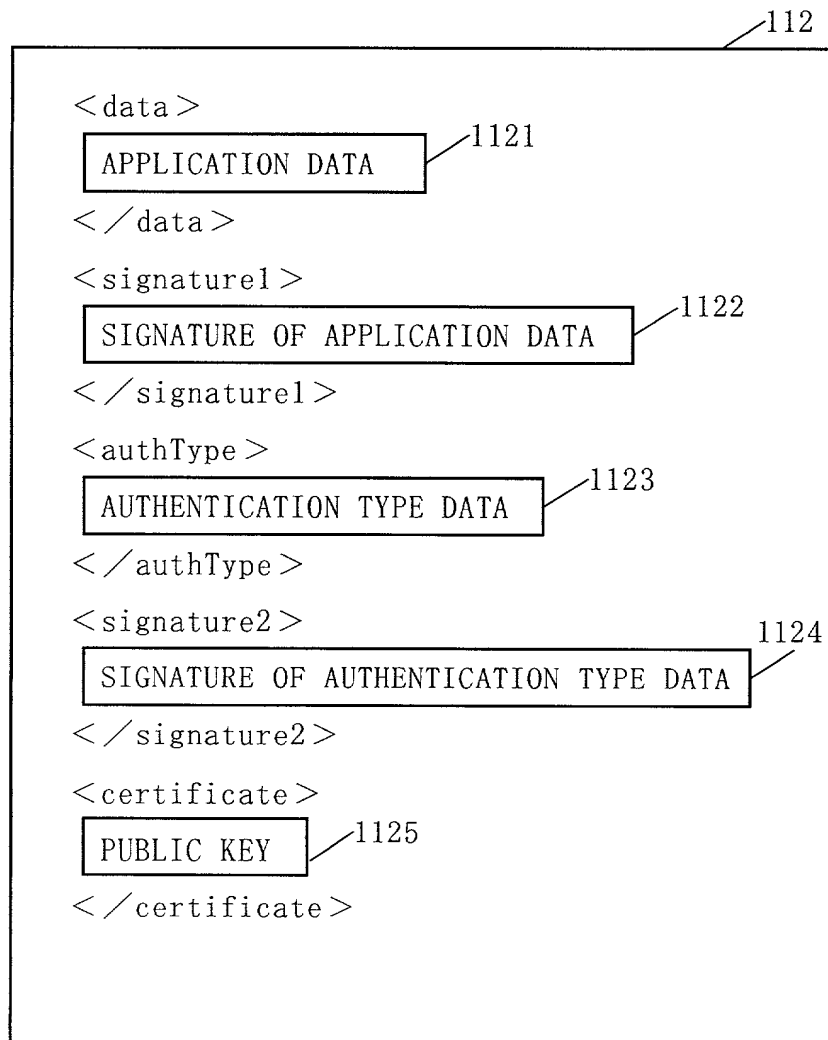 112
<data>
APPLICATION DATA 1121
</data>
<signature1>
SIGNATURE OF APPLICATION DATA 1122
</signature1>
<authType>
AUTHENTICATION TYPE DATA 1123
</authType>
<signature2>
SIGNATURE OF AUTHENTICATION TYPE DATA 1124
</signature2>
<certificate>
PUBLIC KEY 1125
</certificate>